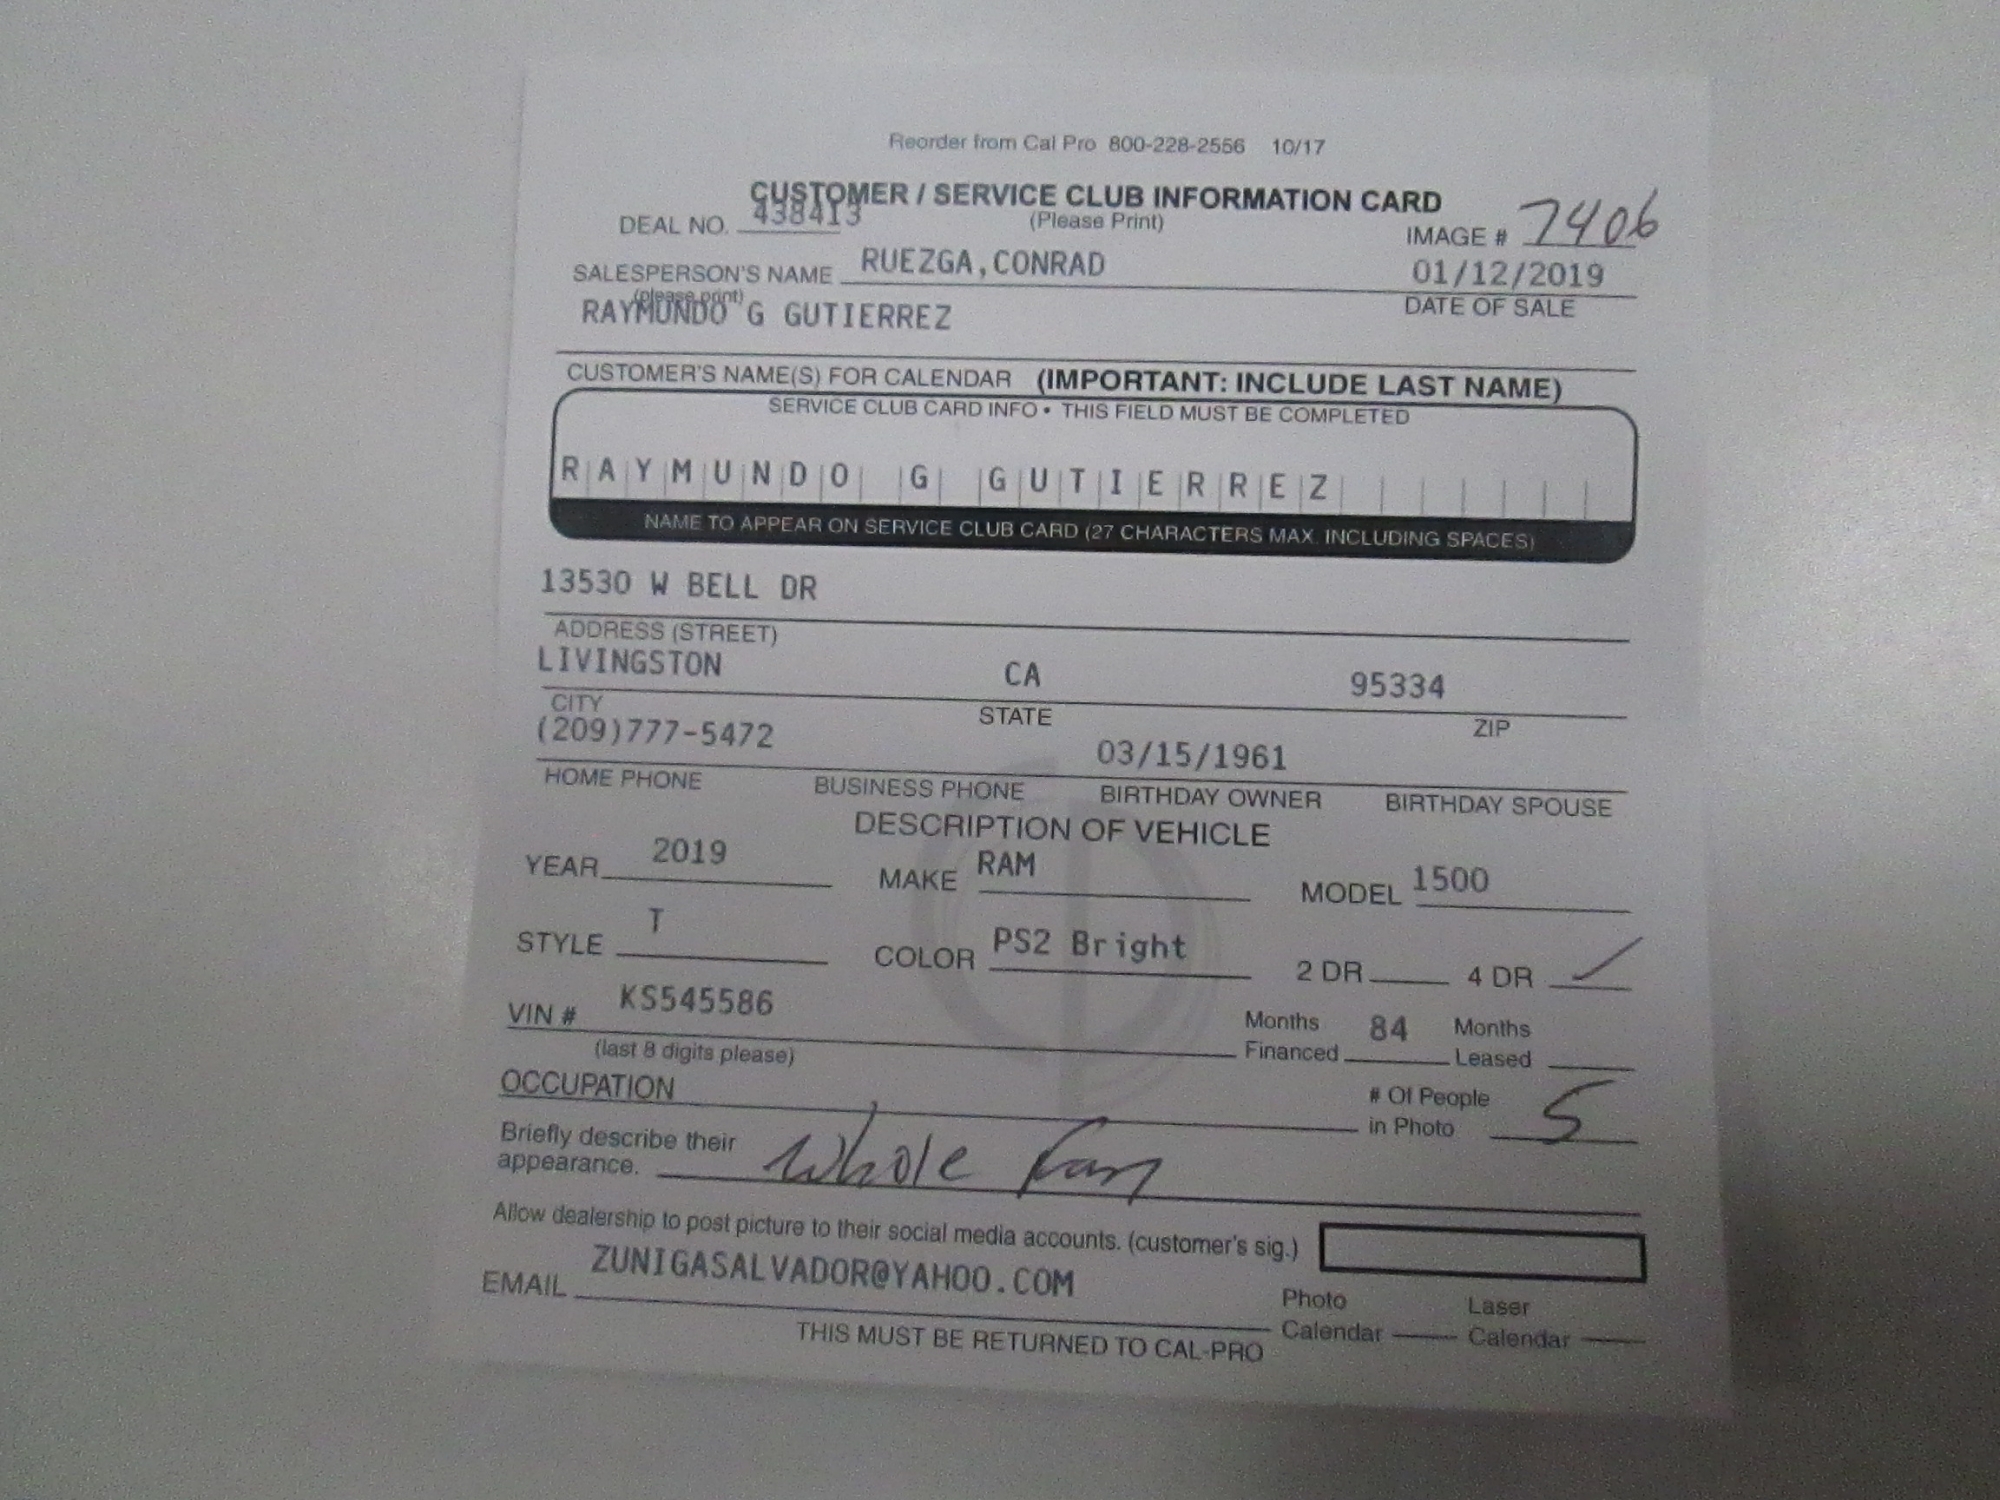 Reorder from Cal Pro 800-228-2556 10/17
CUSTOMER / SERVICE CLUB INFORMATION CARD
(Please Print)
DEAL NO. 438413
IMAGE # 7406
SALESPERSON'S NAME RUEZGA,CONRAD 01/12/2019
(please print) DATE OF SALE
RAYMUNDO G GUTIERREZ
CUSTOMER'S NAME(S) FOR CALENDAR (IMPORTANT: INCLUDE LAST NAME)
SERVICE CLUB CARD INFO • THIS FIELD MUST BE COMPLETED
RAYMUNDO G GUTIERREZ
NAME TO APPEAR ON SERVICE CLUB CARD (27 CHARACTERS MAX. INCLUDING SPACES)
13530 W BELL DR
ADDRESS (STREET)
LIVINGSTON CA 95334
CITY STATE ZIP
(209)777-5472 03/15/1961
HOME PHONE BUSINESS PHONE BIRTHDAY OWNER BIRTHDAY SPOUSE
DESCRIPTION OF VEHICLE
YEAR 2019 MAKE RAM MODEL 1500
STYLE T COLOR PS2 Bright 2 DR 4 DR ✓
VIN # KS545586
(last 8 digits please)
Months Financed 84 Months Leased
OCCUPATION
# Of People in Photo 5
Briefly describe their
appearance. Whole Fam
Allow dealership to post picture to their social media accounts. (customer's sig.)
EMAIL ZUNIGASALVADOR@YAHOO.COM
Photo Calendar Laser Calendar
THIS MUST BE RETURNED TO CAL-PRO